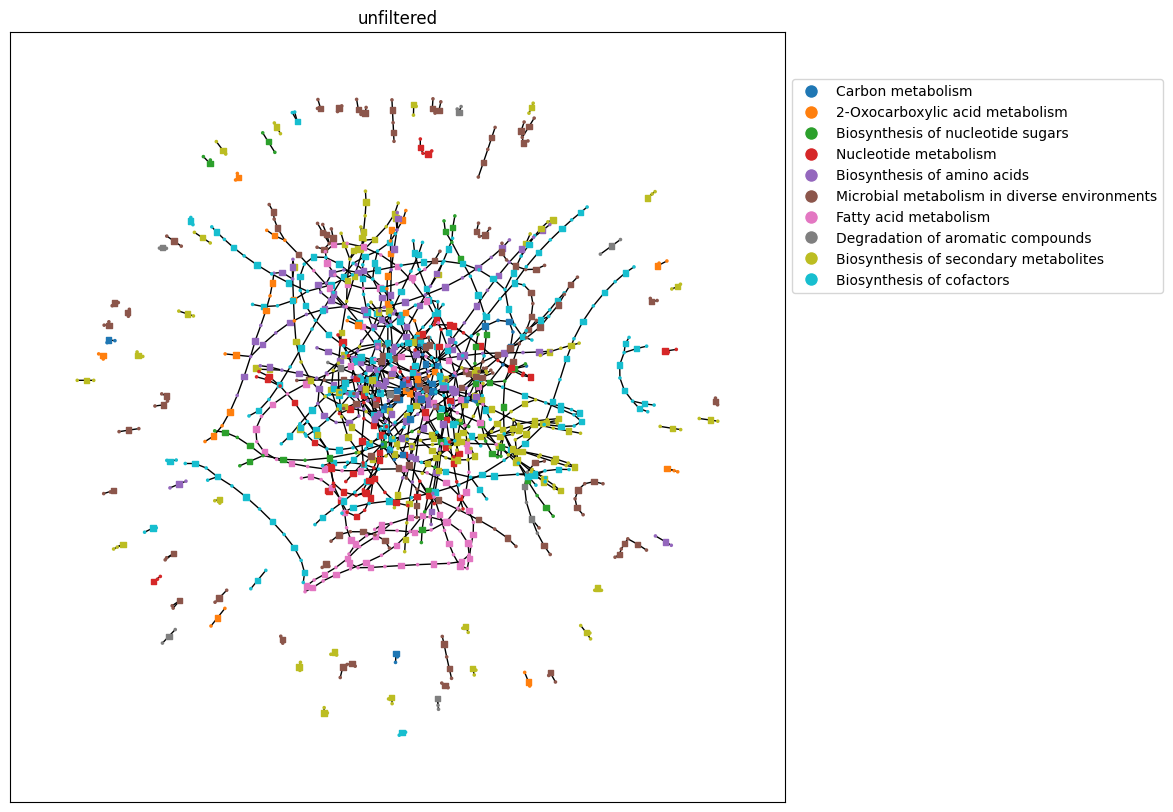 unfiltered
Carbon metabolism
2-Oxocarboxylic acid metabolism
Biosynthesis of nucleotide sugars
Nucleotide metabolism
Biosynthesis of amino acids
Microbial metabolism in diverse environments
Fatty acid metabolism
Degradation of aromatic compounds
Biosynthesis of secondary metabolites
Biosynthesis of cofactors